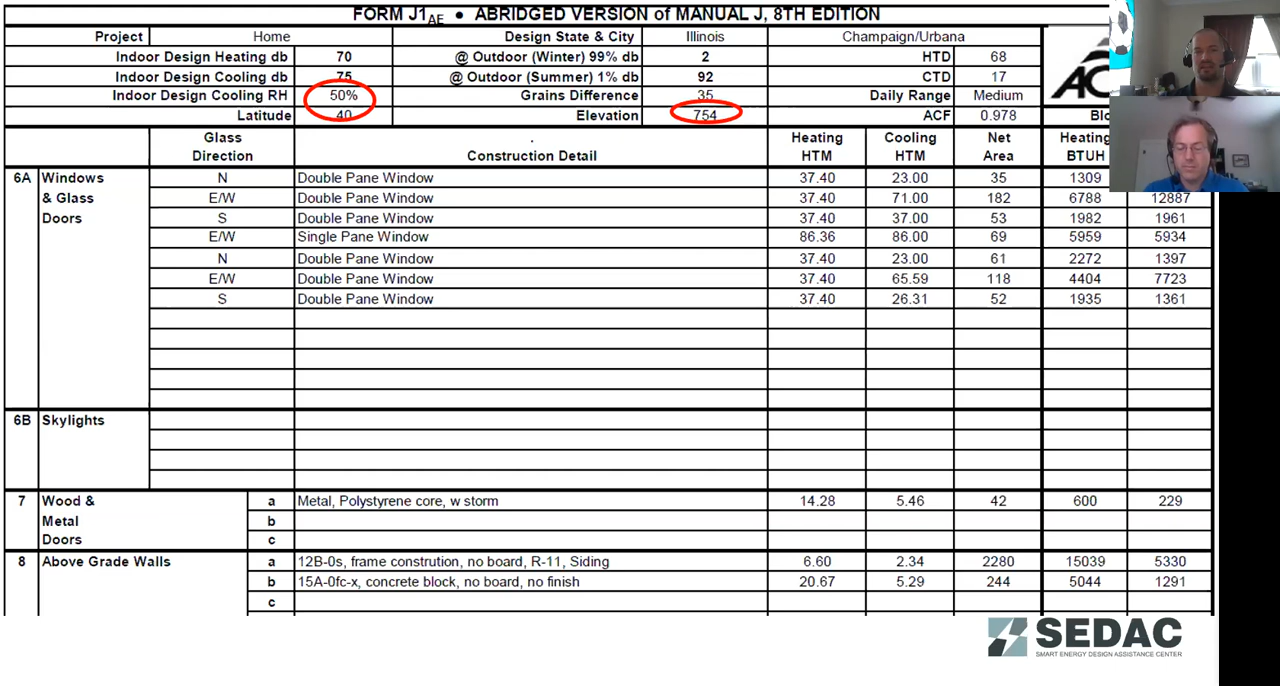 FORM J1AE • ABRIDGED VERSION of MANUAL J, 8TH EDITION
Project Home Design State & City Illinois Champaign/Urbana
Indoor Design Heating db 70 @ Outdoor (Winter) 99% db 2 HTD 68
Indoor Design Cooling db 75 @ Outdoor (Summer) 1% db 92 CTD 17
Indoor Design Cooling RH 50% Grains Difference 35 Daily Range Medium
Latitude 40 Elevation 754 ACF 0.978
Glass Heating Cooling Net Heating
Direction Construction Detail HTM HTM Area BTUH
6A Windows N Double Pane Window 37.40 23.00 35 1309
& Glass E/W Double Pane Window 37.40 71.00 182 6788 12887
Doors S Double Pane Window 37.40 37.00 53 1982 1961
E/W Single Pane Window 86.36 86.00 69 5959 5934
N Double Pane Window 37.40 23.00 61 2272 1397
E/W Double Pane Window 37.40 65.59 118 4404 7723
S Double Pane Window 37.40 26.31 52 1935 1361
6B Skylights
7 Wood & a Metal, Polystyrene core, w storm 14.28 5.46 42 600 229
Metal b
Doors c
8 Above Grade Walls a 12B-0s, frame constrution, no board, R-11, Siding 6.60 2.34 2280 15039 5330
b 15A-0fc-x, concrete block, no board, no finish 20.67 5.29 244 5044 1291
c
SEDAC
SMART ENERGY DESIGN ASSISTANCE CENTER